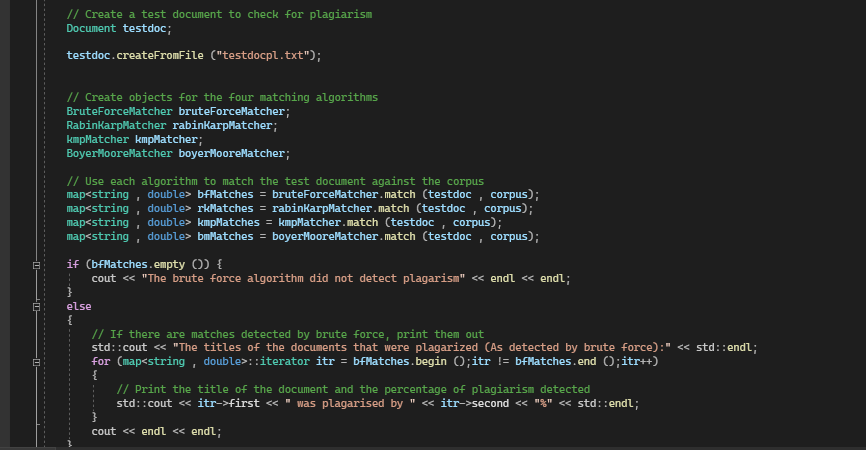 // Create a test document to check for plagiarism
Document testdoc;
testdoc.createFromFile ("testdocpl.txt");
// Create objects for the four matching algorithms
BruteForceMatcher bruteForceMatcher;
RabinKarpMatcher rabinKarpMatcher;
kmpMatcher kmpMatcher;
BoyerMooreMatcher boyerMooreMatcher;
// Use each algorithm to match the test document against the corpus
map<string , double> bfMatches = bruteForceMatcher.match (testdoc , corpus);
map<string , double> rkMatches = rabinKarpMatcher.match (testdoc , corpus);
map<string , double> kmpMatches = kmpMatcher.match (testdoc , corpus);
map<string , double> bmMatches = boyerMooreMatcher.match (testdoc , corpus);
if (bfMatches.empty ()) {
cout << "The brute force algorithm did not detect plagarism" << endl << endl;
}
else
{
// If there are matches detected by brute force, print them out
std::cout << "The titles of the documents that were plagarized (As detected by brute force):" << std::endl;
for (map<string , double>::iterator itr = bfMatches.begin ();itr != bfMatches.end ();itr++)
{
// Print the title of the document and the percentage of plagiarism detected
std::cout << itr->first << " was plagarised by " << itr->second << "%" << std::endl;
}
cout << endl << endl;
}